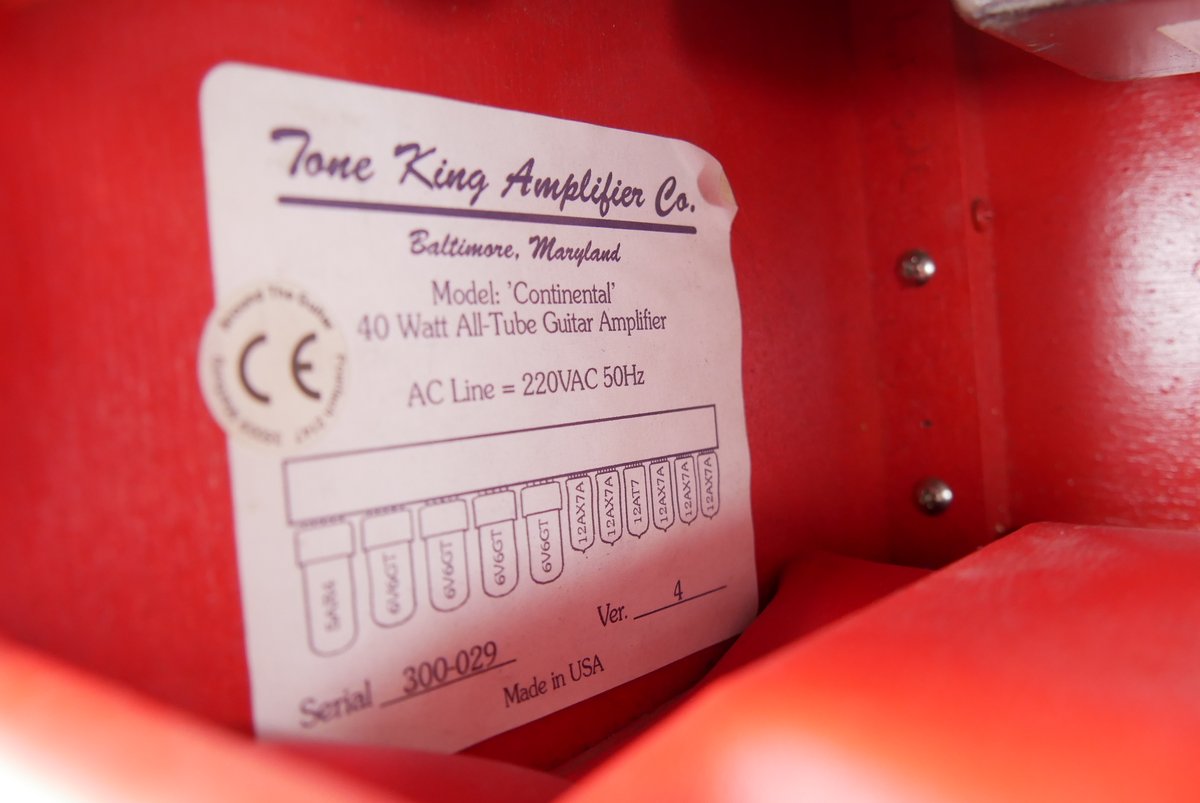 Tone King Amplifier Co.
Baltimore, Maryland
Model: 'Continental'
40 Watt All-Tube Guitar Amplifier
CE
AC Line = 220VAC 50Hz
5AR4 6V6GT 6V6GT 6V6GT 6V6GT 12AX7A 12AX7A 12AT7 12AX7A 12AX7A 12AX7A
Ver. 4
Serial 300-029
Made in USA